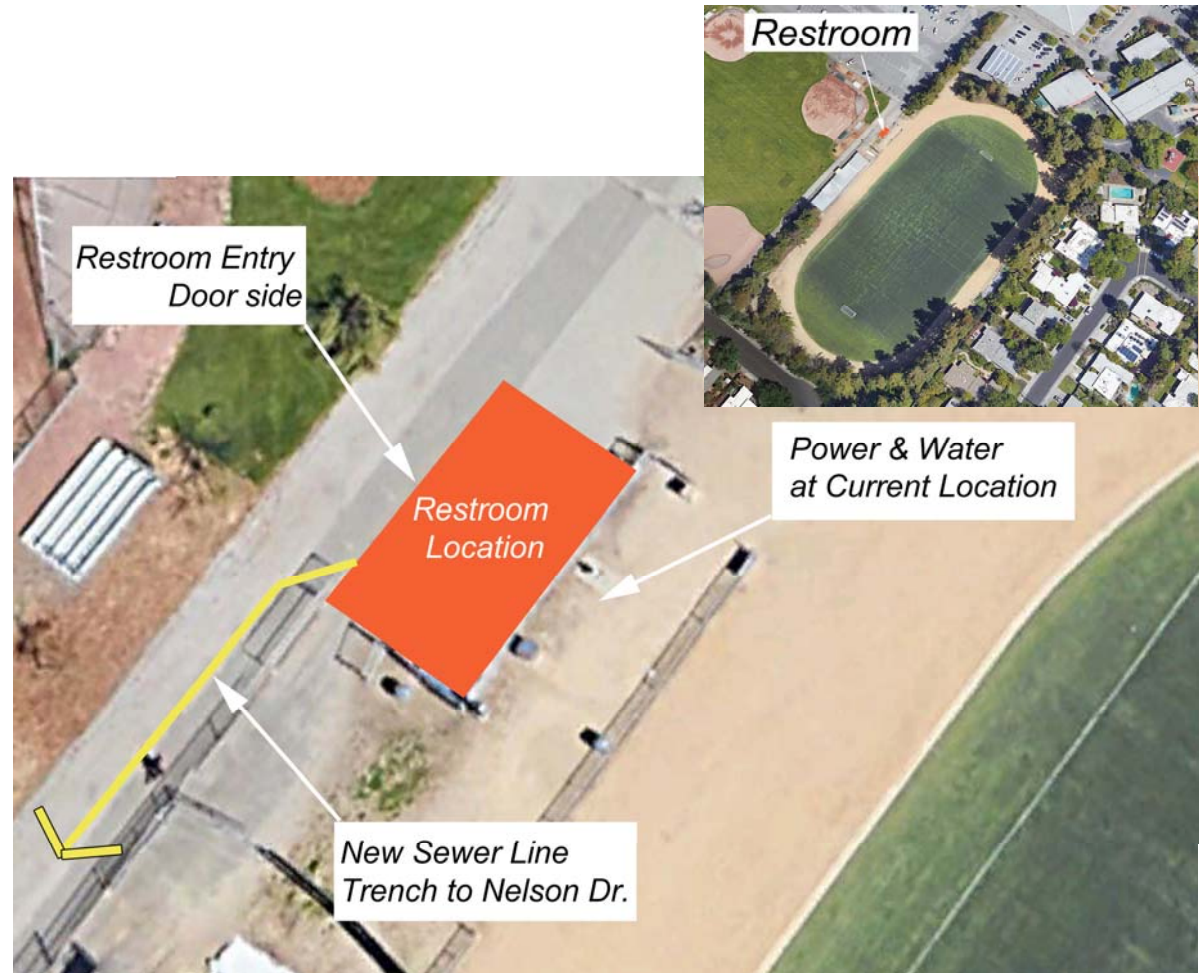 Restroom
Restroom Entry
Door side
Restroom
Location
Power & Water
at Current Location
New Sewer Line
Trench to Nelson Dr.